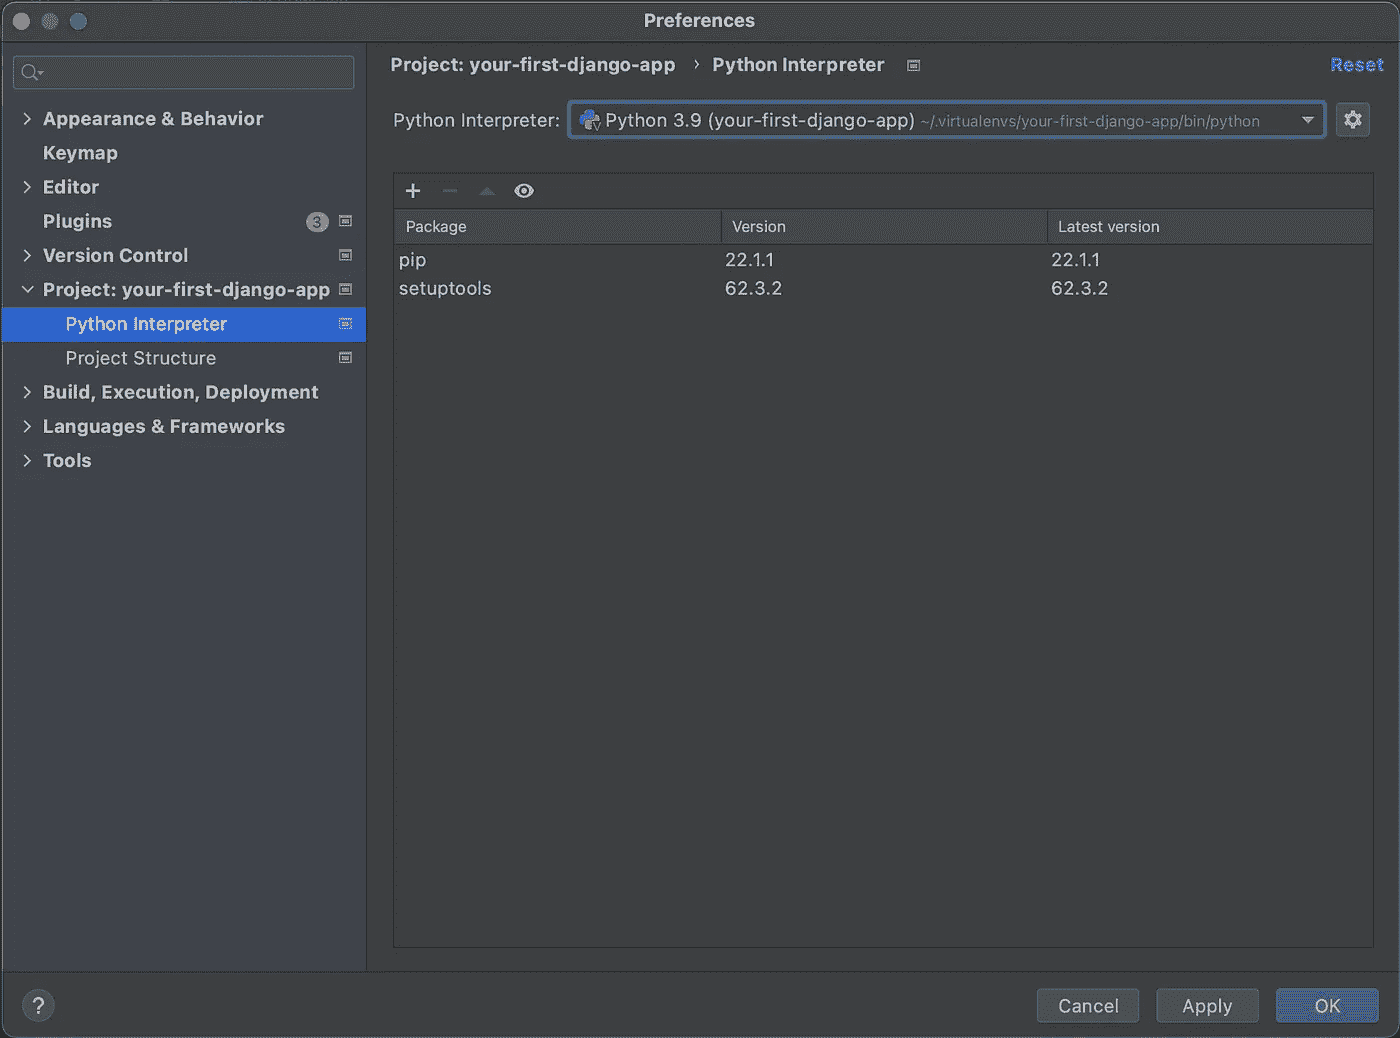 Preferences
Project: your-first-django-app › Python Interpreter
Reset
Appearance & Behavior
Keymap
Editor
Plugins 3
Version Control
Project: your-first-django-app
Python Interpreter
Project Structure
Build, Execution, Deployment
Languages & Frameworks
Tools
Python Interpreter: Python 3.9 (your-first-django-app) ~/.virtualenvs/your-first-django-app/bin/python
Package Version Latest version
pip 22.1.1 22.1.1
setuptools 62.3.2 62.3.2
?
Cancel Apply OK